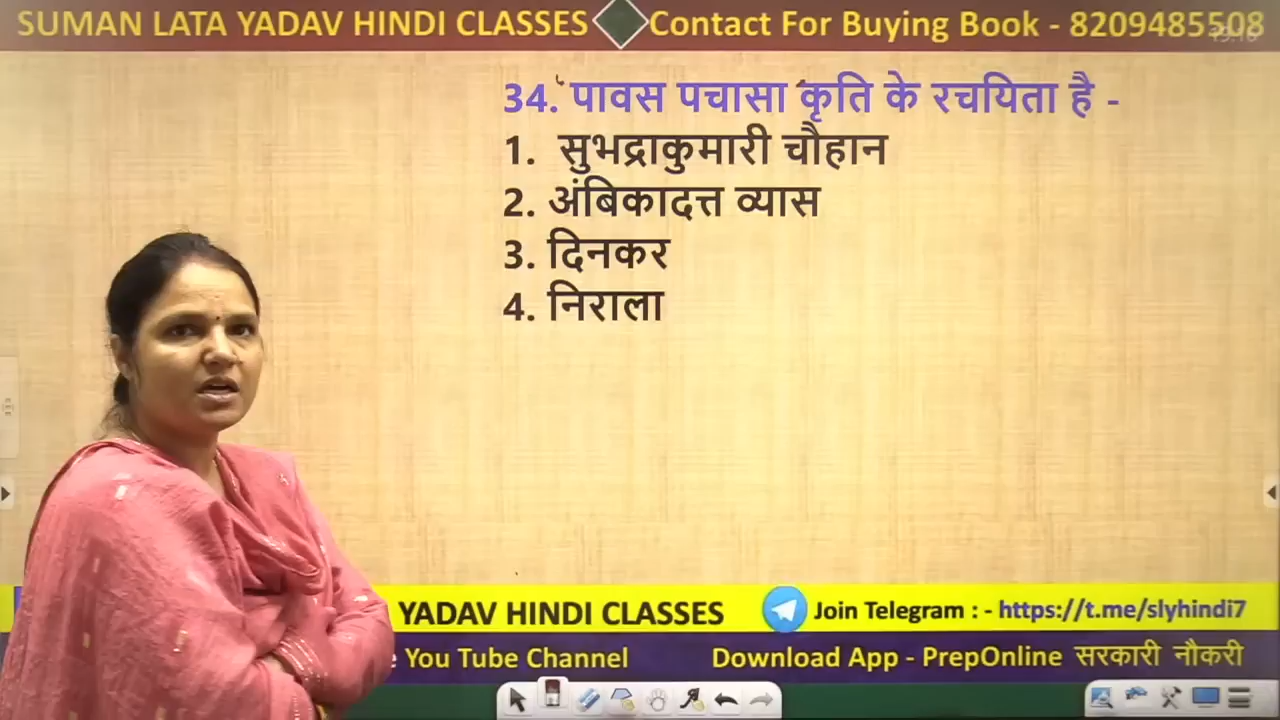 SUMAN LATA YADAV HINDI CLASSES Contact For Buying Book - 8209485508
34. पावस पचासा कृति के रचयिता है -
1. सुभद्राकुमारी चौहान
2. अंबिकादत्त व्यास
3. दिनकर
4. निराला
YADAV HINDI CLASSES Join Telegram : - https://t.me/slyhindi7
You Tube Channel Download App - PrepOnline सरकारी नौकरी